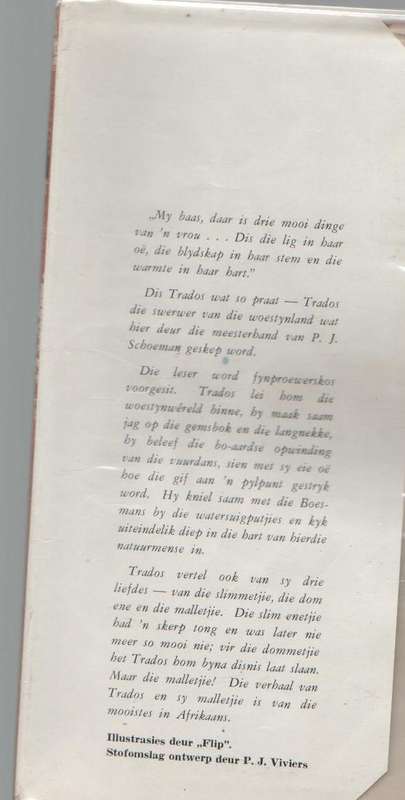 „My baas, daar is drie mooi dinge
van 'n vrou . . . Dis die lig in haar
oë, die blydskap in haar stem en die
warmte in haar hart.”
Dis Trados wat so praat — Trados
die swerwer van die woestynland wat
hier deur die meesterhand van P. J.
Schoeman geskep word.
Die leser word fynproewerskos
voorgesit. Trados lei hom die
woestynwêreld binne, hy maak saam
jag op die gemsbok en die langnekke,
hy beleef die bo-aardse opwinding
van die vuurdans, sien met sy eie oë
hoe die gif aan 'n pylpunt gestryk
word. Hy kniel saam met die Boes-
mans by die watersuigputjies en kyk
uiteindelik diep in die hart van hierdie
natuurmense in.
Trados vertel ook van sy drie
liefdes — van die slimmetjie, die dom
ene en die malletjie. Die slim enetjie
had 'n skerp tong en was later nie
meer so mooi nie; vir die dommetjie
het Trados hom byna disnis laat slaan.
Maar die malletjie! Die verhaal van
Trados en sy malletjie is van die
mooistes in Afrikaans.
Illustrasies deur „Flip”.
Stofomslag ontwerp deur P. J. Viviers